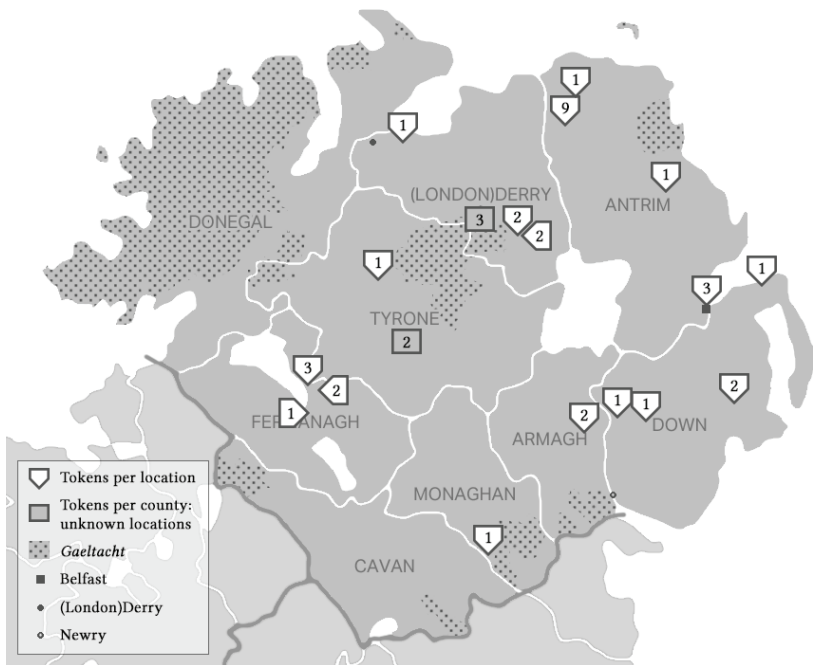 1
9
1
(LONDON)DERRY
1
ANTRIM
DONEGAL
3
2
2
1
1
3
TYRONE
2
3
2
1
FERMANAGH
2
1
1
2
ARMAGH
DOWN
MONAGHAN
1
CAVAN
Tokens per location
Tokens per county:
unknown locations
Gaeltacht
Belfast
(London)Derry
Newry